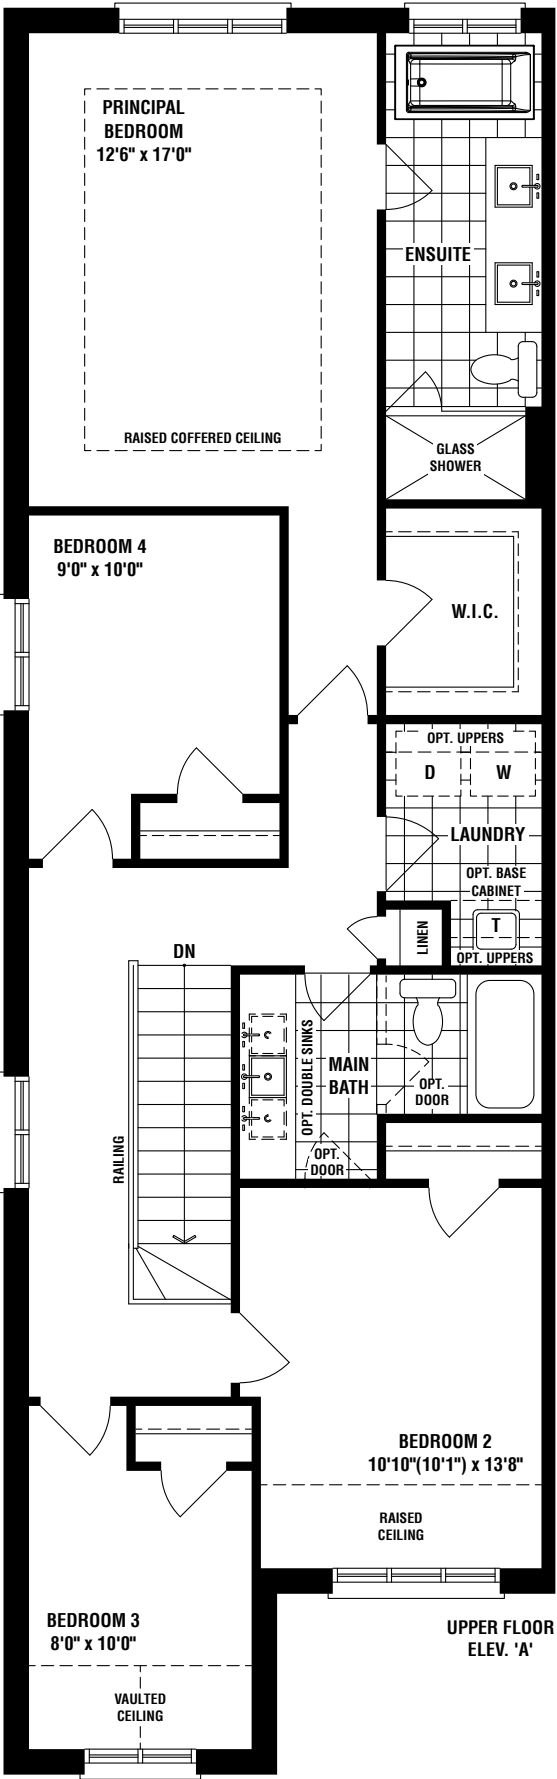 PRINCIPAL
BEDROOM
12'6" x 17'0"
ENSUITE
RAISED COFFERED CEILING
GLASS
SHOWER
BEDROOM 4
9'0" x 10'0"
W.I.C.
OPT. UPPERS
D
W
LAUNDRY
OPT. BASE
CABINET
T
OPT. UPPERS
LINEN
DN
RAILING
OPT. DOUBLE SINKS
MAIN
BATH
OPT.
DOOR
OPT.
DOOR
BEDROOM 2
10'10"(10'1") x 13'8"
RAISED
CEILING
BEDROOM 3
8'0" x 10'0"
VAULTED
CEILING
UPPER FLOOR
ELEV. 'A'